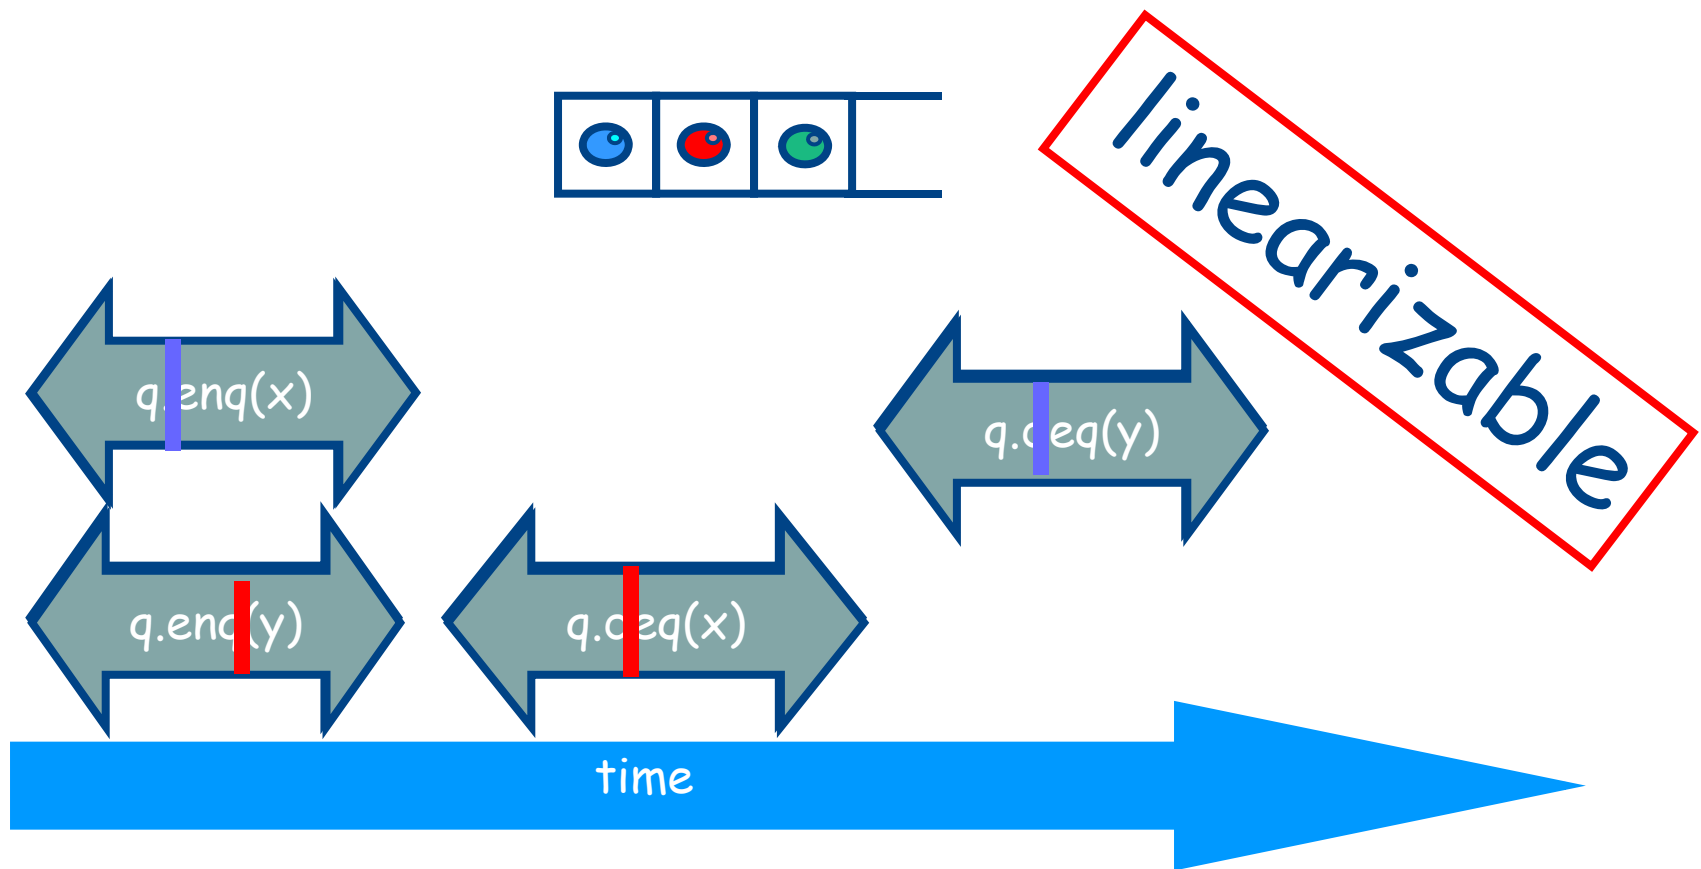 linearizable
q.enq(x)
q.deq(y)
q.enq(y)
q.deq(x)
time